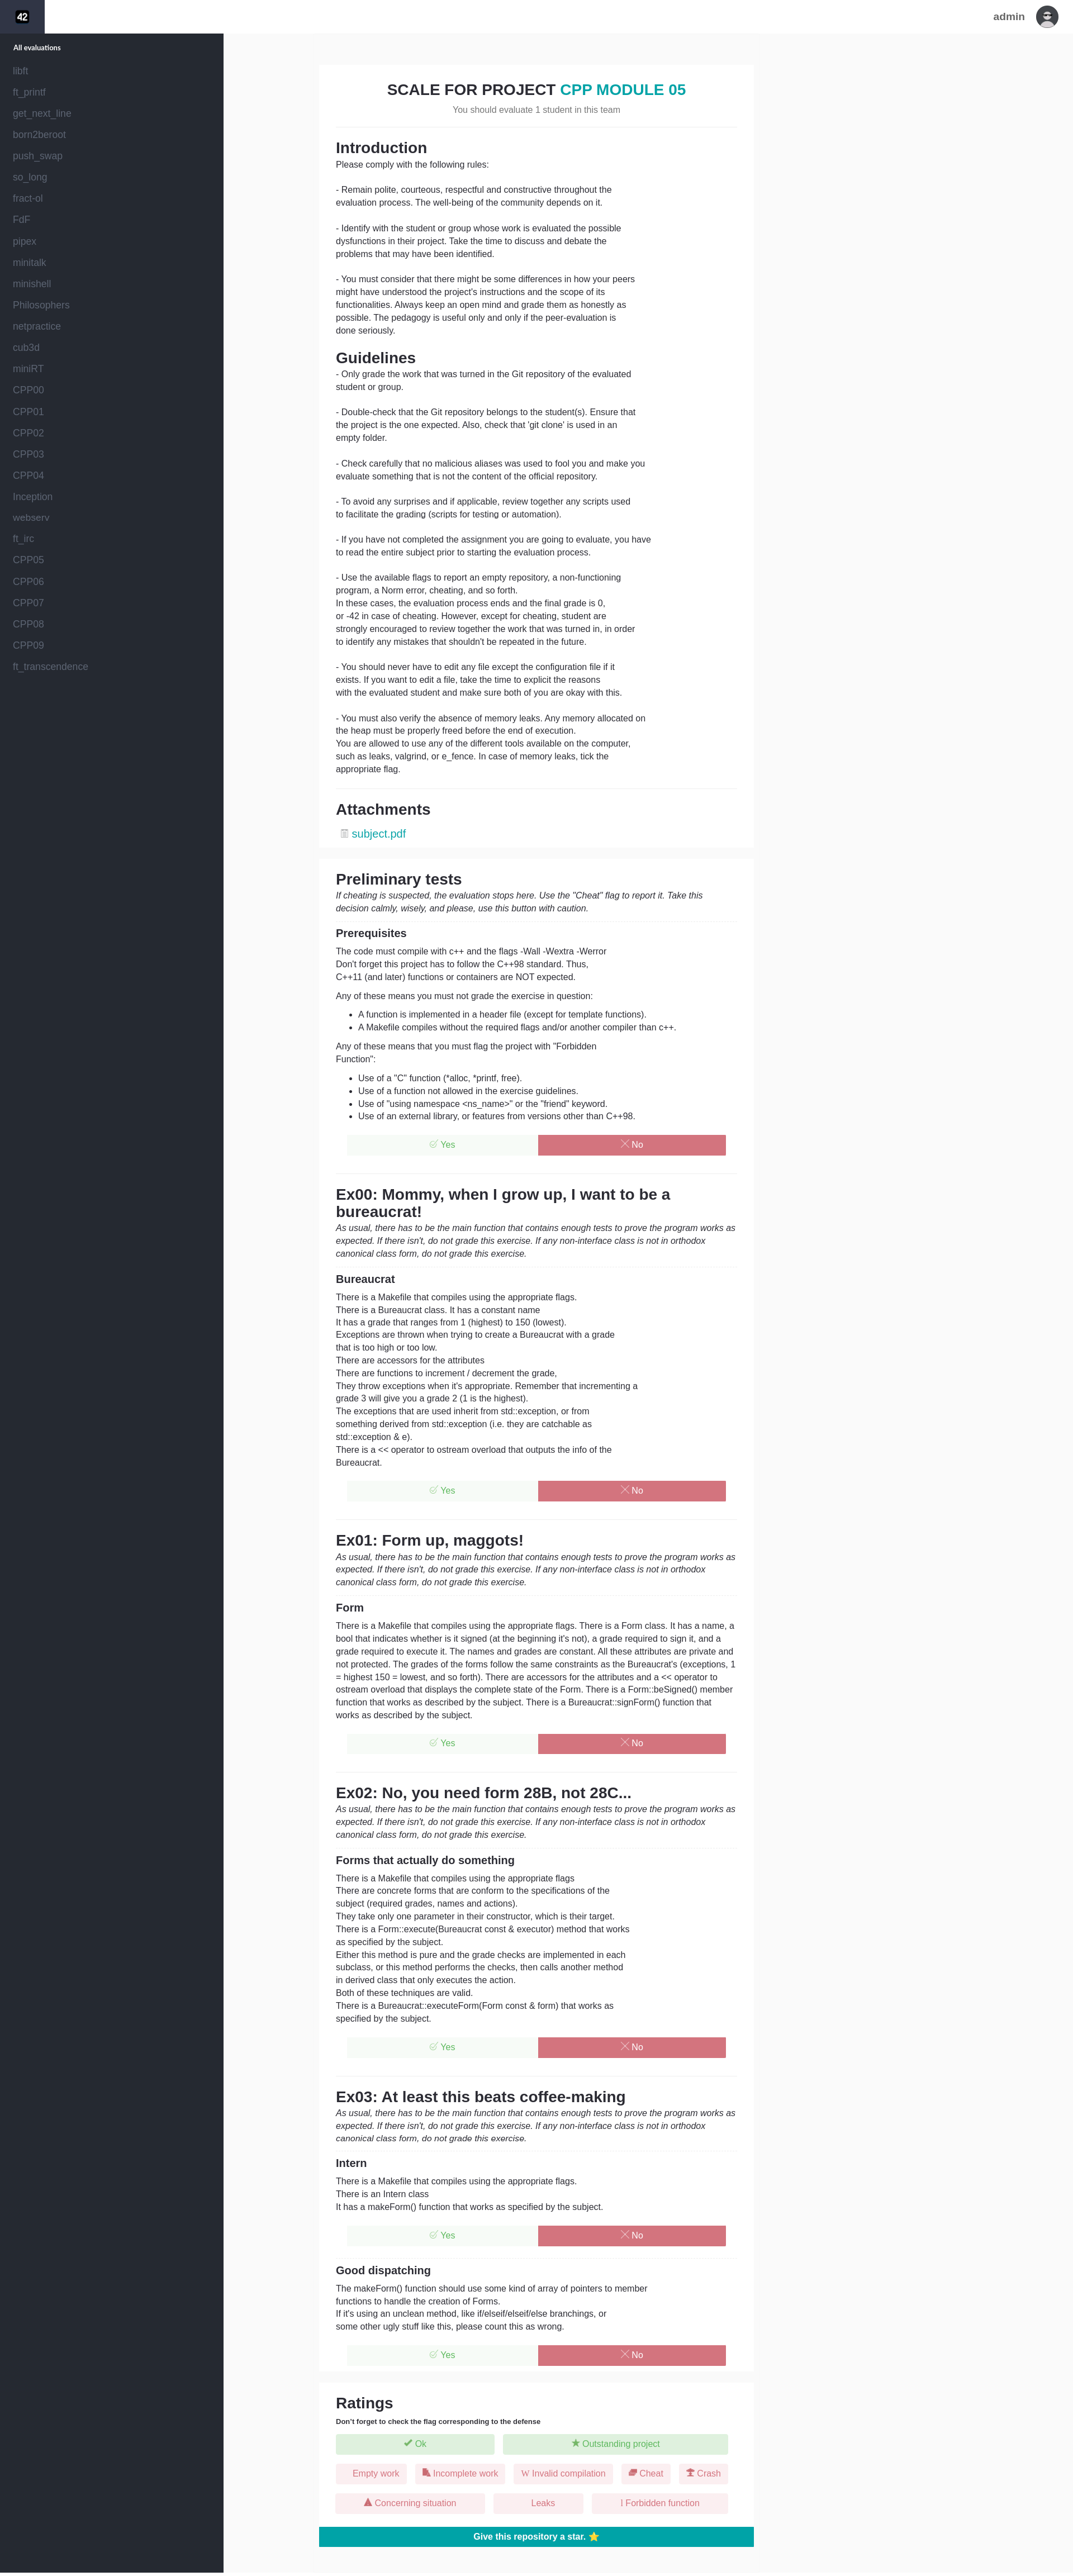 42
admin
All evaluations
libft
ft_printf
get_next_line
born2beroot
push_swap
so_long
fract-ol
FdF
pipex
minitalk
minishell
Philosophers
netpractice
cub3d
miniRT
CPP00
CPP01
CPP02
CPP03
CPP04
Inception
webserv
ft_irc
CPP05
CPP06
CPP07
CPP08
CPP09
ft_transcendence
SCALE FOR PROJECT CPP MODULE 05
You should evaluate 1 student in this team
Introduction
Please comply with the following rules:
- Remain polite, courteous, respectful and constructive throughout the
evaluation process. The well-being of the community depends on it.
- Identify with the student or group whose work is evaluated the possible
dysfunctions in their project. Take the time to discuss and debate the
problems that may have been identified.
- You must consider that there might be some differences in how your peers
might have understood the project's instructions and the scope of its
functionalities. Always keep an open mind and grade them as honestly as
possible. The pedagogy is useful only and only if the peer-evaluation is
done seriously.
Guidelines
- Only grade the work that was turned in the Git repository of the evaluated
student or group.
- Double-check that the Git repository belongs to the student(s). Ensure that
the project is the one expected. Also, check that 'git clone' is used in an
empty folder.
- Check carefully that no malicious aliases was used to fool you and make you
evaluate something that is not the content of the official repository.
- To avoid any surprises and if applicable, review together any scripts used
to facilitate the grading (scripts for testing or automation).
- If you have not completed the assignment you are going to evaluate, you have
to read the entire subject prior to starting the evaluation process.
- Use the available flags to report an empty repository, a non-functioning
program, a Norm error, cheating, and so forth.
In these cases, the evaluation process ends and the final grade is 0,
or -42 in case of cheating. However, except for cheating, student are
strongly encouraged to review together the work that was turned in, in order
to identify any mistakes that shouldn't be repeated in the future.
- You should never have to edit any file except the configuration file if it
exists. If you want to edit a file, take the time to explicit the reasons
with the evaluated student and make sure both of you are okay with this.
- You must also verify the absence of memory leaks. Any memory allocated on
the heap must be properly freed before the end of execution.
You are allowed to use any of the different tools available on the computer,
such as leaks, valgrind, or e_fence. In case of memory leaks, tick the
appropriate flag.
Attachments
subject.pdf
Preliminary tests
If cheating is suspected, the evaluation stops here. Use the "Cheat" flag to report it. Take this
decision calmly, wisely, and please, use this button with caution.
Prerequisites
The code must compile with c++ and the flags -Wall -Wextra -Werror
Don't forget this project has to follow the C++98 standard. Thus,
C++11 (and later) functions or containers are NOT expected.
Any of these means you must not grade the exercise in question:
• A function is implemented in a header file (except for template functions).
• A Makefile compiles without the required flags and/or another compiler than c++.
Any of these means that you must flag the project with "Forbidden
Function":
• Use of a "C" function (*alloc, *printf, free).
• Use of a function not allowed in the exercise guidelines.
• Use of "using namespace <ns_name>" or the "friend" keyword.
• Use of an external library, or features from versions other than C++98.
Yes No
Ex00: Mommy, when I grow up, I want to be a
bureaucrat!
As usual, there has to be the main function that contains enough tests to prove the program works as
expected. If there isn't, do not grade this exercise. If any non-interface class is not in orthodox
canonical class form, do not grade this exercise.
Bureaucrat
There is a Makefile that compiles using the appropriate flags.
There is a Bureaucrat class. It has a constant name
It has a grade that ranges from 1 (highest) to 150 (lowest).
Exceptions are thrown when trying to create a Bureaucrat with a grade
that is too high or too low.
There are accessors for the attributes
There are functions to increment / decrement the grade,
They throw exceptions when it's appropriate. Remember that incrementing a
grade 3 will give you a grade 2 (1 is the highest).
The exceptions that are used inherit from std::exception, or from
something derived from std::exception (i.e. they are catchable as
std::exception & e).
There is a << operator to ostream overload that outputs the info of the
Bureaucrat.
Yes No
Ex01: Form up, maggots!
As usual, there has to be the main function that contains enough tests to prove the program works as
expected. If there isn't, do not grade this exercise. If any non-interface class is not in orthodox
canonical class form, do not grade this exercise.
Form
There is a Makefile that compiles using the appropriate flags. There is a Form class. It has a name, a
bool that indicates whether is it signed (at the beginning it's not), a grade required to sign it, and a
grade required to execute it. The names and grades are constant. All these attributes are private and
not protected. The grades of the forms follow the same constraints as the Bureaucrat's (exceptions, 1
= highest 150 = lowest, and so forth). There are accessors for the attributes and a << operator to
ostream overload that displays the complete state of the Form. There is a Form::beSigned() member
function that works as described by the subject. There is a Bureaucrat::signForm() function that
works as described by the subject.
Yes No
Ex02: No, you need form 28B, not 28C...
As usual, there has to be the main function that contains enough tests to prove the program works as
expected. If there isn't, do not grade this exercise. If any non-interface class is not in orthodox
canonical class form, do not grade this exercise.
Forms that actually do something
There is a Makefile that compiles using the appropriate flags
There are concrete forms that are conform to the specifications of the
subject (required grades, names and actions).
They take only one parameter in their constructor, which is their target.
There is a Form::execute(Bureaucrat const & executor) method that works
as specified by the subject.
Either this method is pure and the grade checks are implemented in each
subclass, or this method performs the checks, then calls another method
in derived class that only executes the action.
Both of these techniques are valid.
There is a Bureaucrat::executeForm(Form const & form) that works as
specified by the subject.
Yes No
Ex03: At least this beats coffee-making
As usual, there has to be the main function that contains enough tests to prove the program works as
expected. If there isn't, do not grade this exercise. If any non-interface class is not in orthodox
canonical class form, do not grade this exercise.
Intern
There is a Makefile that compiles using the appropriate flags.
There is an Intern class
It has a makeForm() function that works as specified by the subject.
Yes No
Good dispatching
The makeForm() function should use some kind of array of pointers to member
functions to handle the creation of Forms.
If it's using an unclean method, like if/elseif/elseif/else branchings, or
some other ugly stuff like this, please count this as wrong.
Yes No
Ratings
Don't forget to check the flag corresponding to the defense
Ok Outstanding project
Empty work Incomplete work W Invalid compilation Cheat Crash
Concerning situation Leaks Forbidden function
Give this repository a star. ⭐